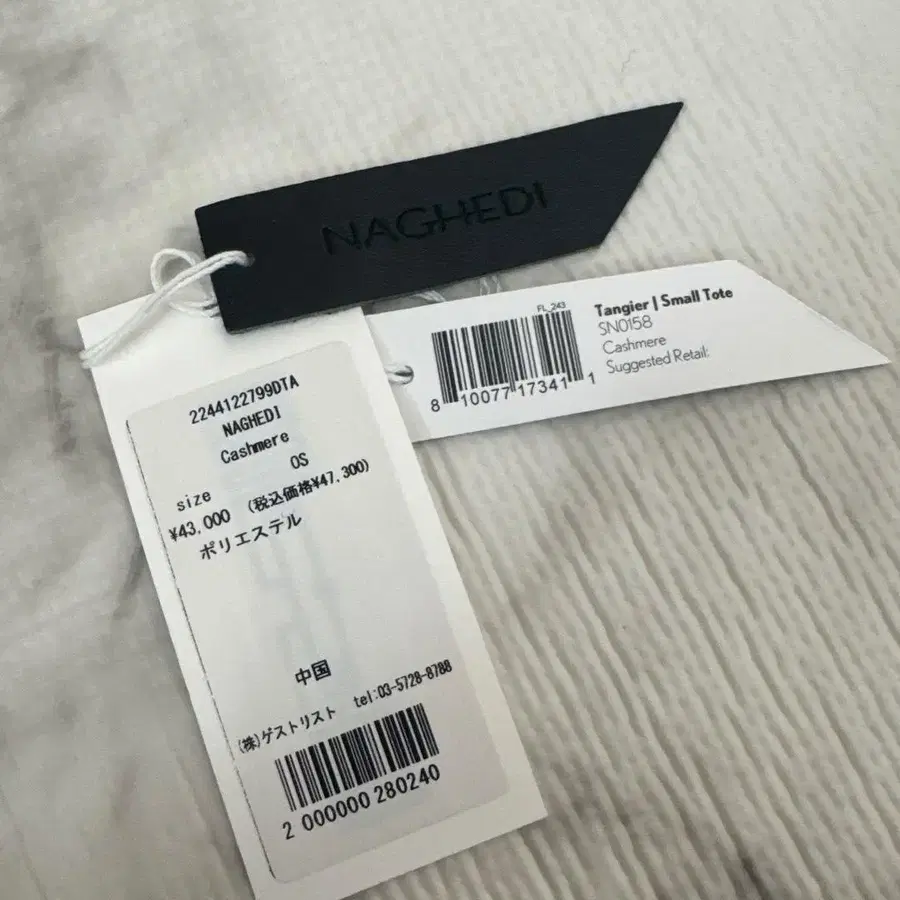 NAGHEDI
FL_243
Tangier | Small Tote
SN0158
Cashmere
Suggested Retail:
8 10077 17341 1
2244122799DTA
NAGHEDI
Cashmere
size OS
¥43,000 (税込価格¥47,300)
ポリエステル
中国
(株)ゲストリスト tel:03-5728-8788
2 000000 280240